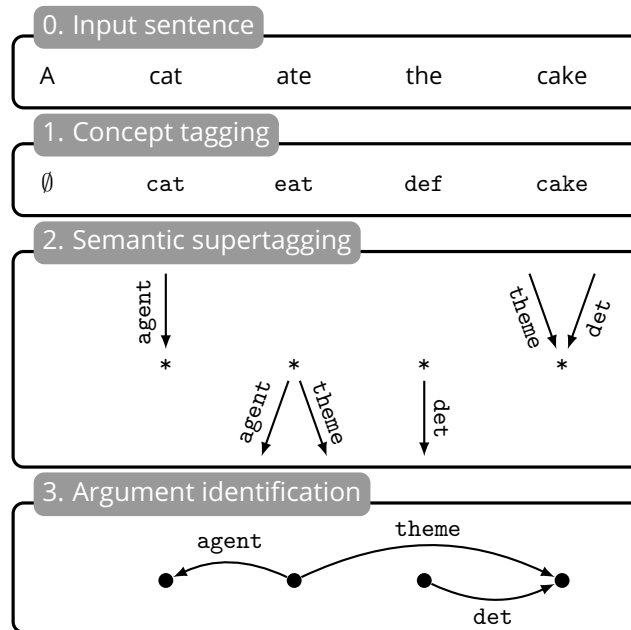 0. Input sentence
A cat ate the cake
1. Concept tagging
∅ cat eat def cake
2. Semantic supertagging
agent theme det
* * * *
agent theme det
3. Argument identification
agent theme
det